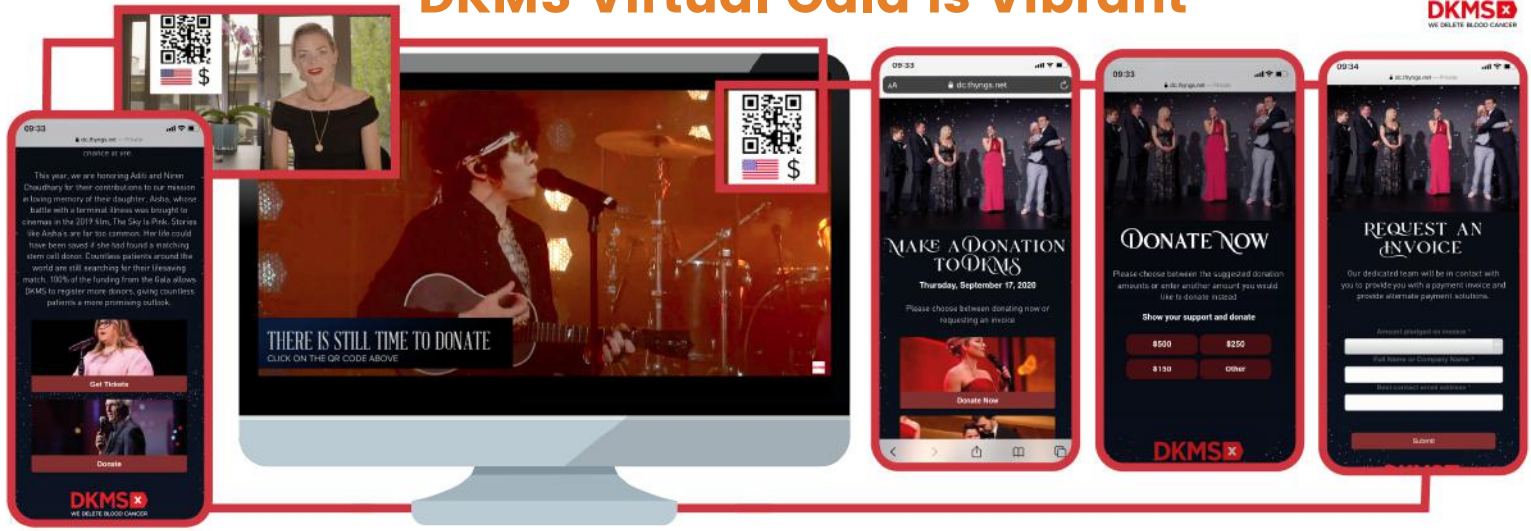 DKMS Virtual Gala is Vibrant
DKMS
WE DELETE BLOOD CANCER
$
09:33
dc.thyngs.net — Private
chance at life.
This year, we are honoring Aditi and Niren
Chaudhary for their contributions to our mission
in loving memory of their daughter, Aisha, whose
battle with a terminal illness was brought to
cinemas in the 2019 film, The Sky Is Pink. Stories
like Aisha's are far too common. Her life could
have been saved if she had found a matching
stem cell donor. Countless patients around the
world are still searching for their lifesaving
match. 100% of the funding from the Gala allows
DKMS to register more donors, giving countless
patients a more promising outlook.
Get Tickets
Donate
DKMS
WE DELETE BLOOD CANCER
$
THERE IS STILL TIME TO DONATE
CLICK ON THE QR CODE ABOVE
09:33
AA
dc.thyngs.net
MAKE A DONATION
TO DKMS
Thursday, September 17, 2020
Please choose between donating now or
requesting an invoice
Donate Now
09:33
dc.thyngs.net — Private
DONATE NOW
Please choose between the suggested donation
amounts or enter another amount you would
like to donate instead
Show your support and donate
$500
$250
$150
Other
DKMS
09:34
dc.thyngs.net — Private
REQUEST AN
INVOICE
Our dedicated team will be in contact with
you to provide you with a payment invoice and
provide alternate payment solutions.
Amount pledged on invoice *
Full Name or Company Name *
Best contact email address *
Submit